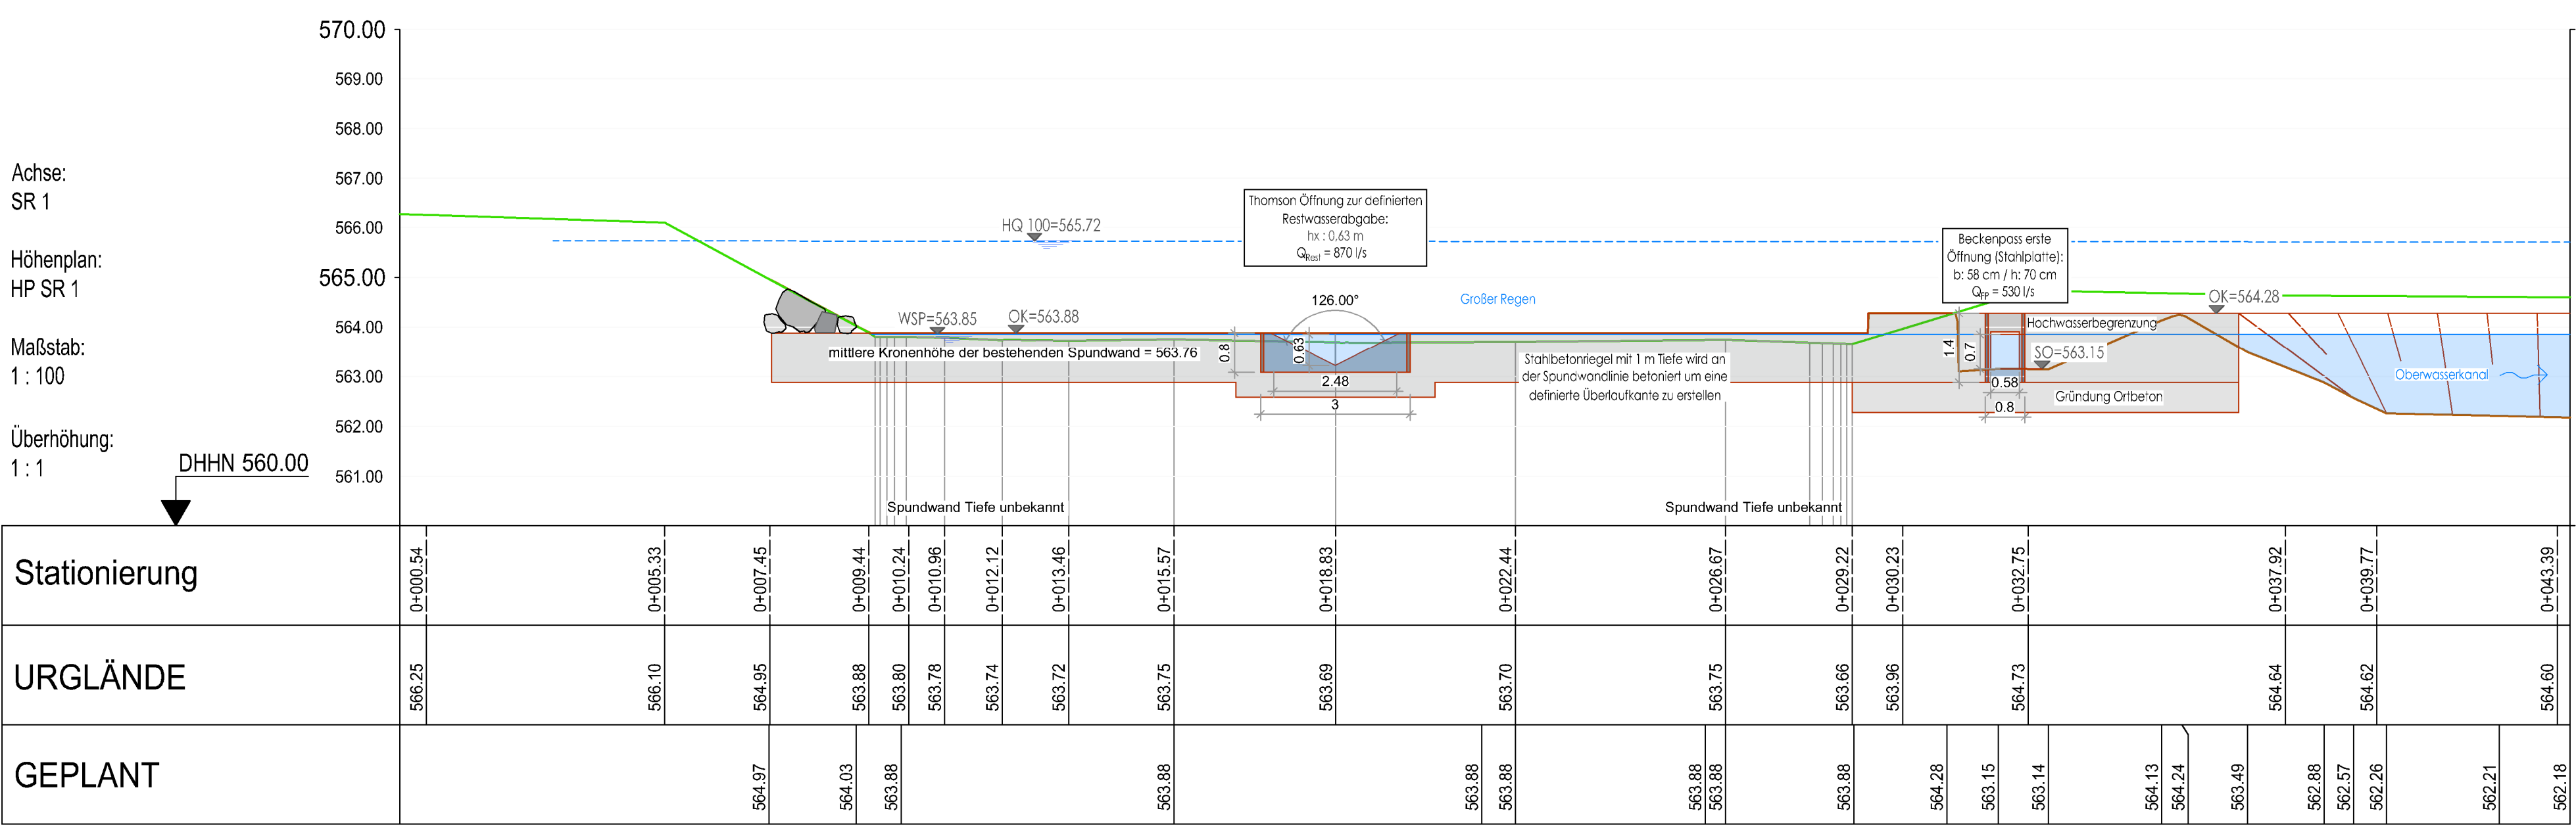 570.00
569.00
568.00
567.00
566.00
565.00
564.00
563.00
562.00
561.00
Achse:
SR 1
Höhenplan:
HP SR 1
Maßstab:
1 : 100
Überhöhung:
1 : 1
DHHN 560.00
HQ 100=565.72
WSP=563.85
OK=563.88
mittlere Kronenhöhe der bestehenden Spundwand = 563.76
Spundwand Tiefe unbekannt
Thomson Öffnung zur definierten
Restwasserabgabe:
hx : 0,63 m
QRest = 870 l/s
126.00°
0.8
0.63
2.48
3
Großer Regen
Stahlbetonriegel mit 1 m Tiefe wird an
der Spundwandlinie betoniert um eine
definierte Überlaufkante zu erstellen
Spundwand Tiefe unbekannt
Beckenpass erste
Öffnung (Stahlplatte):
b: 58 cm / h: 70 cm
QFP = 530 l/s
OK=564.28
Hochwasserbegrenzung
1.4
0.7
SO=563.15
0.58
0.8
Gründung Ortbeton
Oberwasserkanal
Stationierung
0+000.54
0+005.33
0+007.45
0+009.44
0+010.24
0+010.96
0+012.12
0+013.46
0+015.57
0+018.83
0+022.44
0+026.67
0+029.22
0+030.23
0+032.75
0+037.92
0+039.77
0+043.39
URGLÄNDE
566.25
566.10
564.95
563.88
563.80
563.78
563.74
563.72
563.75
563.69
563.70
563.75
563.66
563.96
564.73
564.64
564.62
564.60
GEPLANT
564.97
564.03
563.88
563.88
563.88
563.88
563.88
563.88
563.88
564.28
563.15
563.14
564.13
564.24
563.49
562.88
562.57
562.26
562.21
562.18